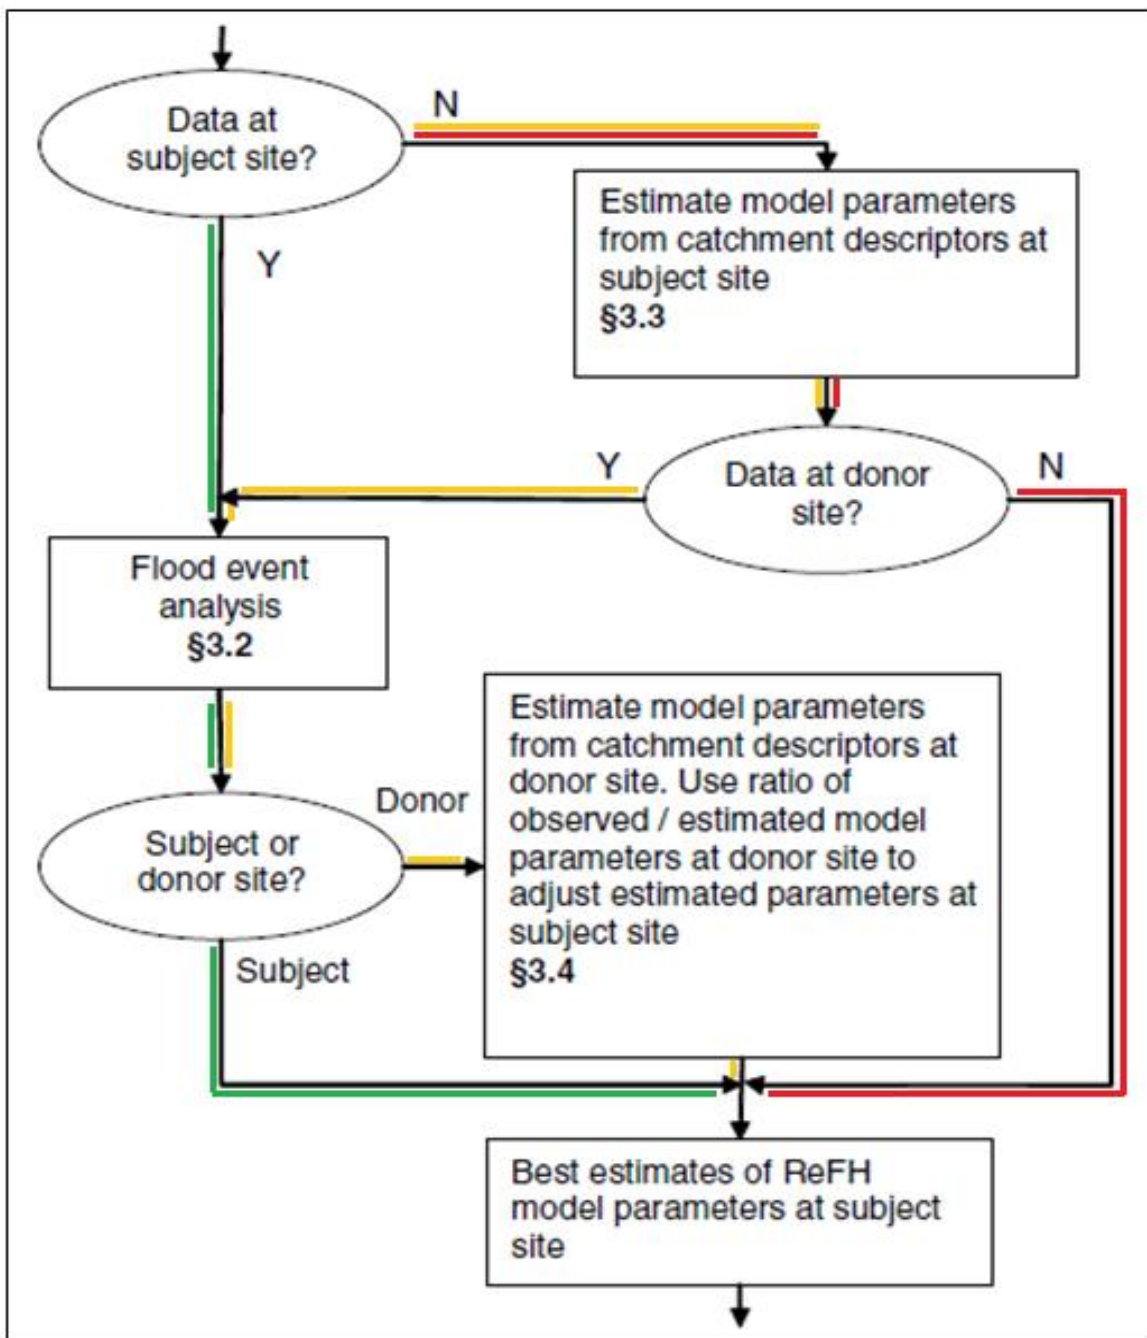 Data at
subject site?
N
Y
Estimate model parameters
from catchment descriptors at
subject site
§3.3
Data at donor
site?
Y
N
Flood event
analysis
§3.2
Subject or
donor site?
Donor
Subject
Estimate model parameters
from catchment descriptors at
donor site. Use ratio of
observed / estimated model
parameters at donor site to
adjust estimated parameters at
subject site
§3.4
Best estimates of ReFH
model parameters at subject
site